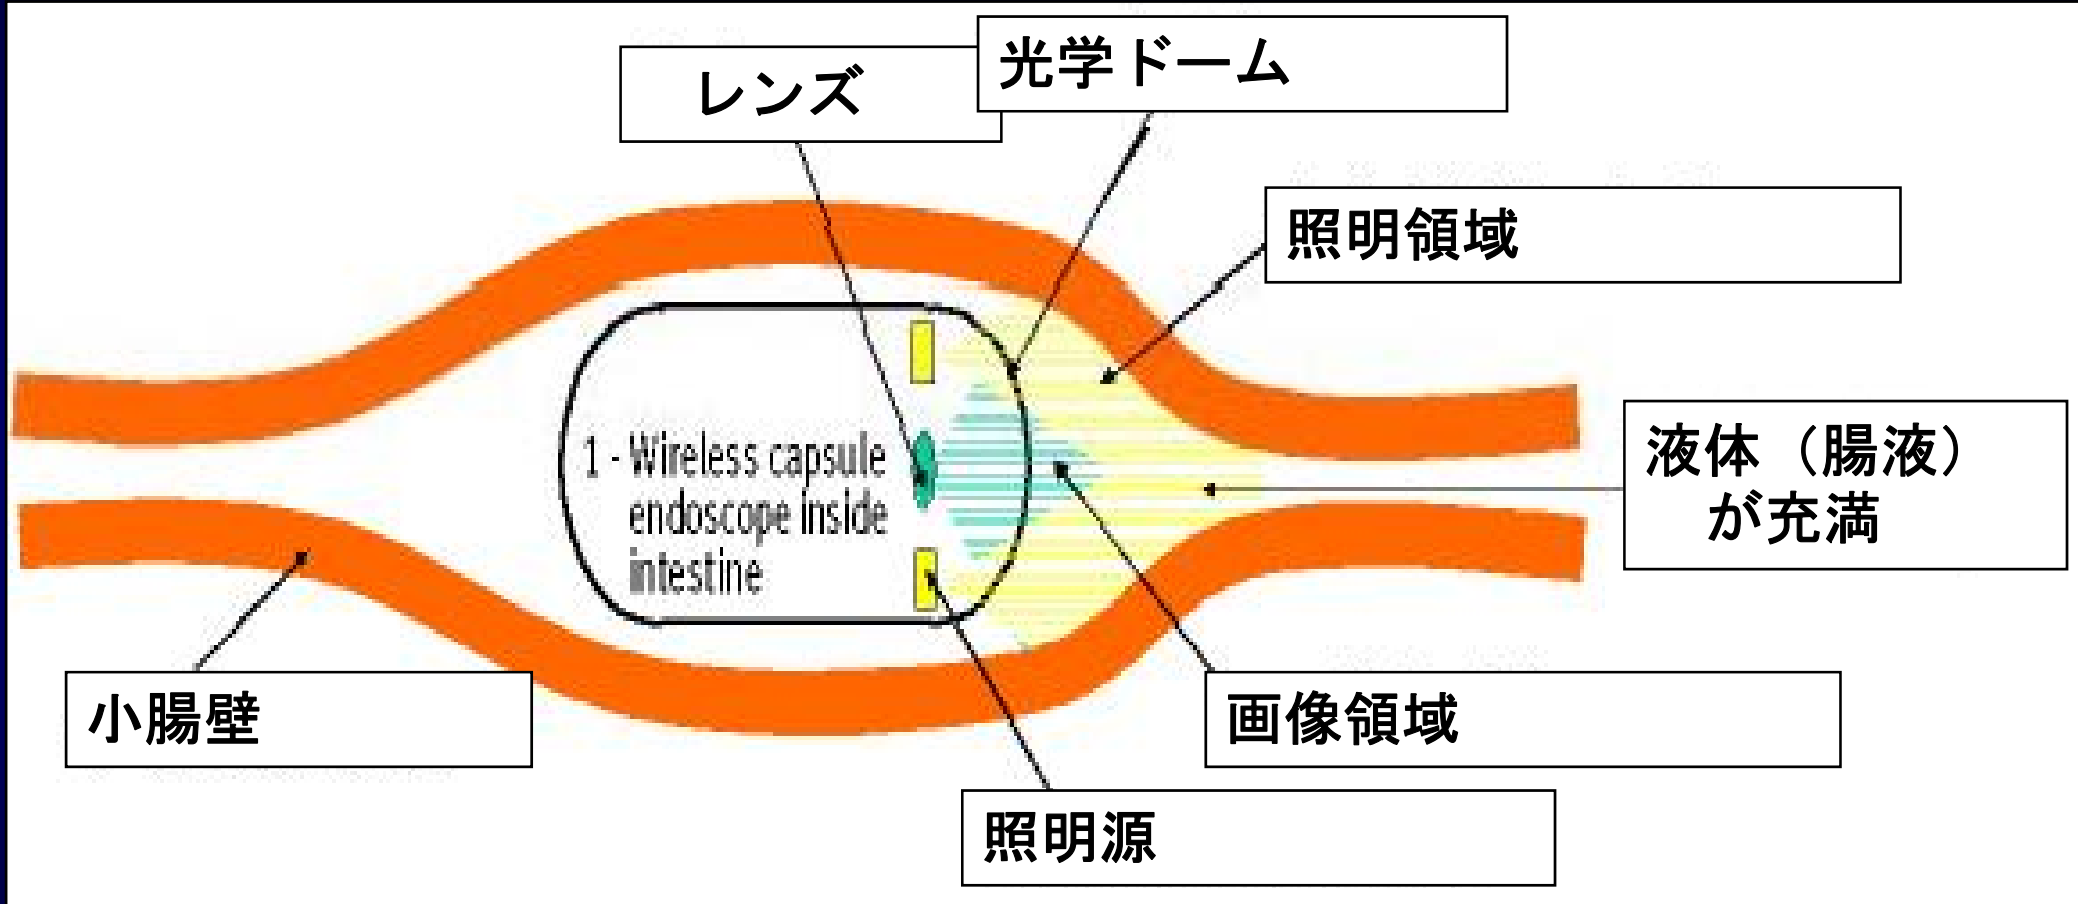 レンズ
光学ドーム
照明領域
液体（腸液）
が充満
1 - Wireless capsule
endoscope inside
intestine
小腸壁
画像領域
照明源